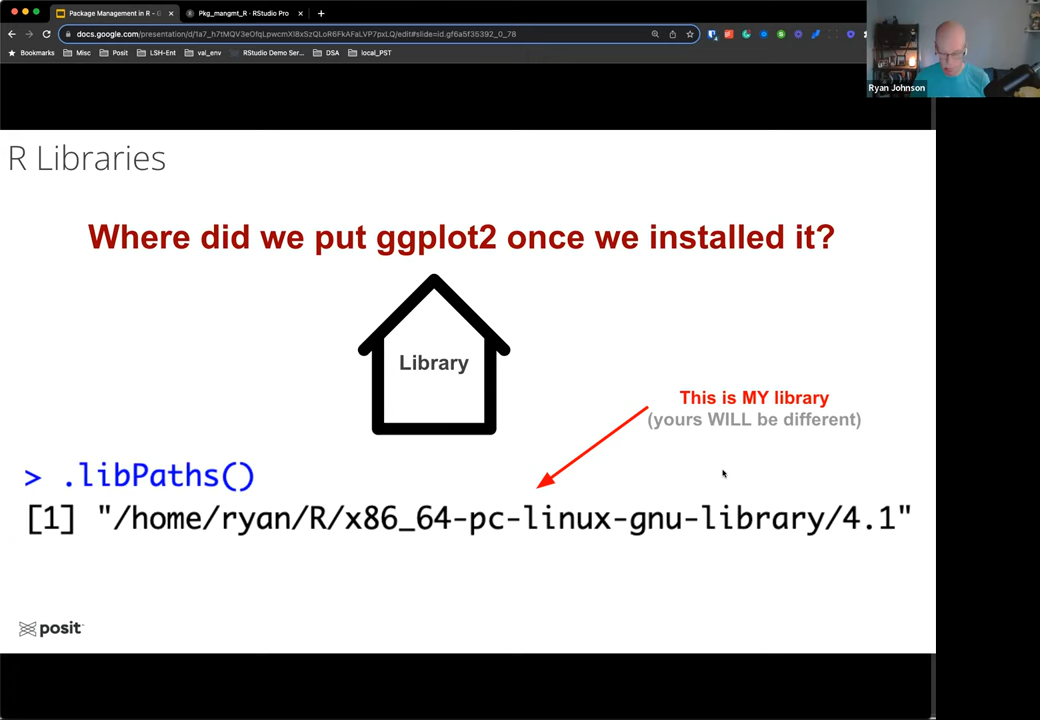 Package Management in R - G
Pkg_mangmt_R - RStudio Pro
docs.google.com/presentation/d/1a7_h7tMQV3eOfqLpwcmXl8xSzQLoR6FkAFaLVP7pxLQ/edit#slide=id.gf6a5f35392_0_78
Bookmarks
Misc
Posit
LSH-Ent
val_env
RStudio Demo Ser...
DSA
local_PST
Ryan Johnson
R Libraries
Where did we put ggplot2 once we installed it?
Library
This is MY library
(yours WILL be different)
> .libPaths()
[1] "/home/ryan/R/x86_64-pc-linux-gnu-library/4.1"
posit